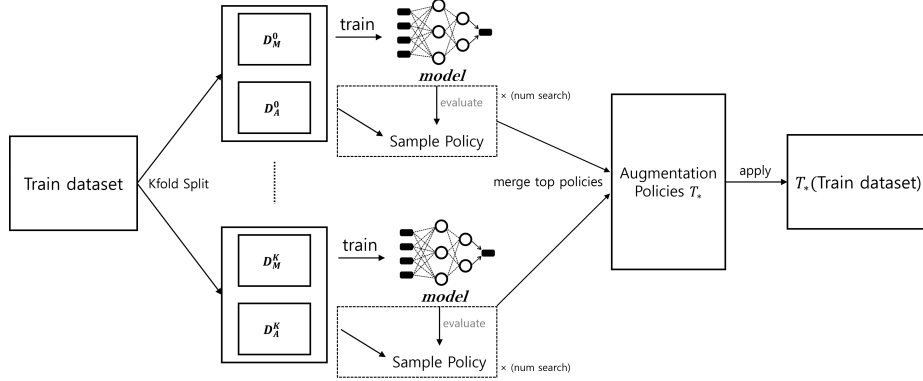 Train dataset
Kfold Split
D_M^0
D_A^0
train
model
evaluate
Sample Policy
× (num search)
D_M^K
D_A^K
train
model
evaluate
Sample Policy
× (num search)
merge top policies
Augmentation
Policies T_*
apply
T_*(Train dataset)